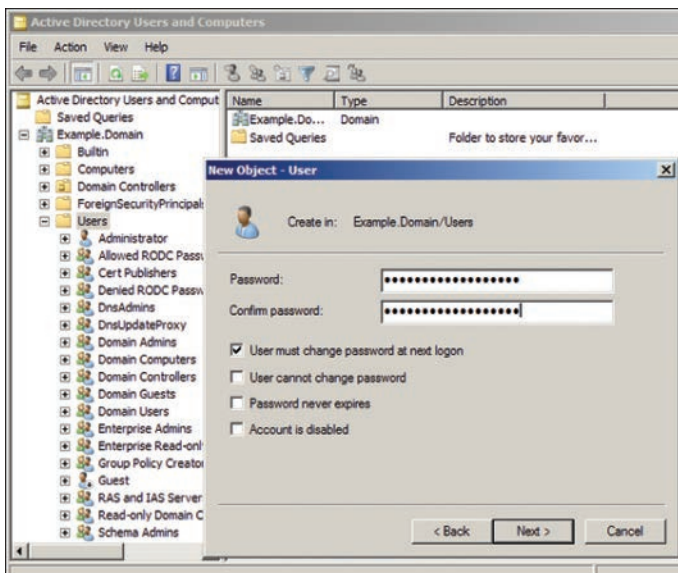 Active Directory Users and Computers
File Action View Help
Active Directory Users and Comput
Saved Queries
Example.Domain
Builtin
Computers
Domain Controllers
ForeignSecurityPrincipals
Users
Administrator
Allowed RODC Passw
Cert Publishers
Denied RODC Passw
DnsAdmins
DnsUpdateProxy
Domain Admins
Domain Computers
Domain Controllers
Domain Guests
Domain Users
Enterprise Admins
Enterprise Read-onl
Group Policy Creator
Guest
RAS and IAS Server
Read-only Domain C
Schema Admins
Name Type Description
Example.Do... Domain
Saved Queries Folder to store your favor...
New Object - User
Create in: Example.Domain/Users
Password:
Confirm password:
User must change password at next logon
User cannot change password
Password never expires
Account is disabled
< Back Next > Cancel